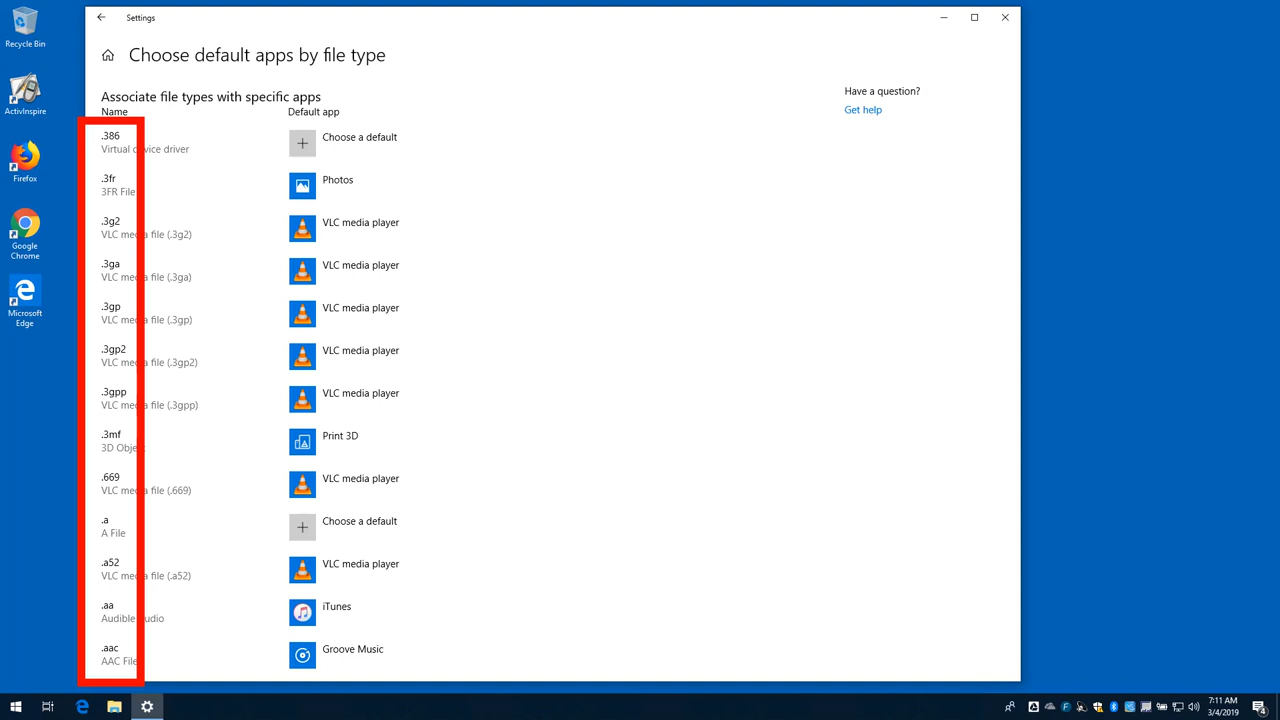 Recycle Bin
ActivInspire
Firefox
Google
Chrome
Microsoft
Edge
Settings
Choose default apps by file type
Associate file types with specific apps
Name
Default app
.386
Virtual device driver
Choose a default
.3fr
3FR File
Photos
.3g2
VLC media file (.3g2)
VLC media player
.3ga
VLC media file (.3ga)
VLC media player
.3gp
VLC media file (.3gp)
VLC media player
.3gp2
VLC media file (.3gp2)
VLC media player
.3gpp
VLC media file (.3gpp)
VLC media player
.3mf
3D Object
Print 3D
.669
VLC media file (.669)
VLC media player
.a
A File
Choose a default
.a52
VLC media file (.a52)
VLC media player
.aa
Audible Audio
iTunes
.aac
AAC File
Groove Music
Have a question?
Get help
7:11 AM
3/4/2019
4